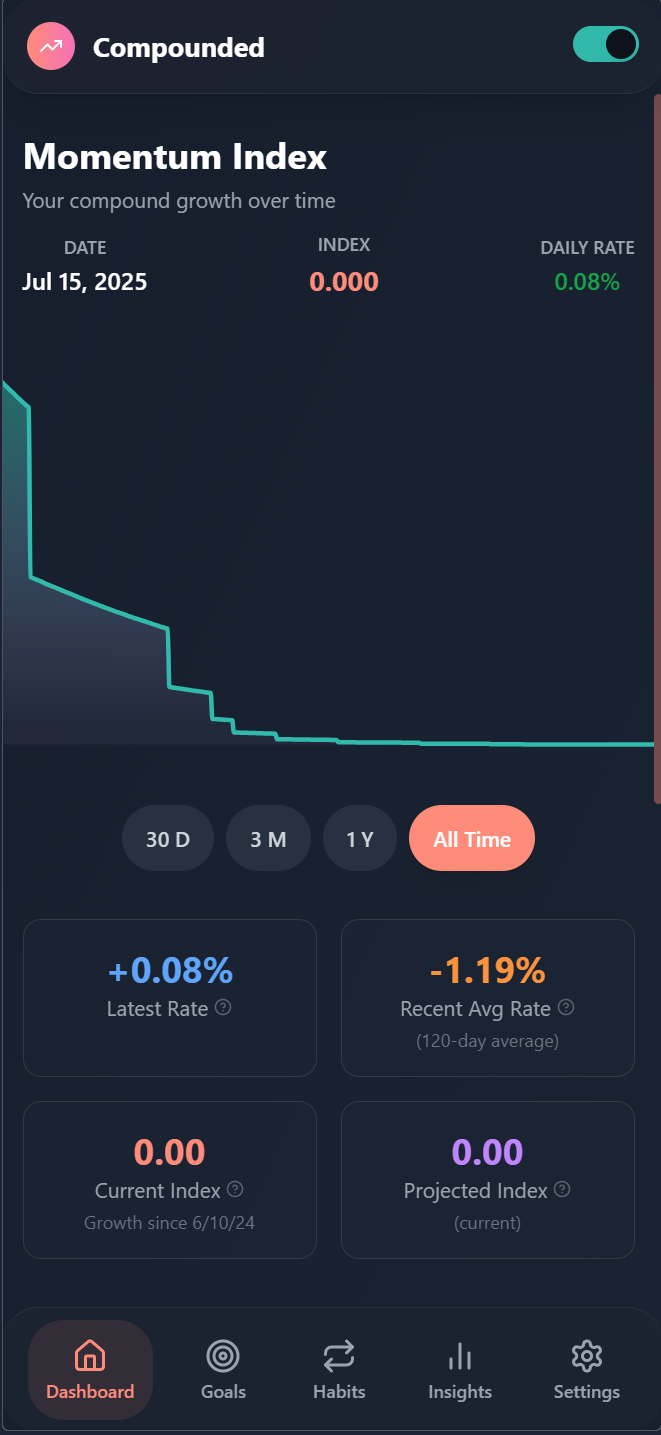 Compounded
Momentum Index
Your compound growth over time
DATE
INDEX
DAILY RATE
Jul 15, 2025
0.000
0.08%
30 D
3 M
1 Y
All Time
+0.08%
Latest Rate
-1.19%
Recent Avg Rate
(120-day average)
0.00
Current Index
Growth since 6/10/24
0.00
Projected Index
(current)
Dashboard
Goals
Habits
Insights
Settings